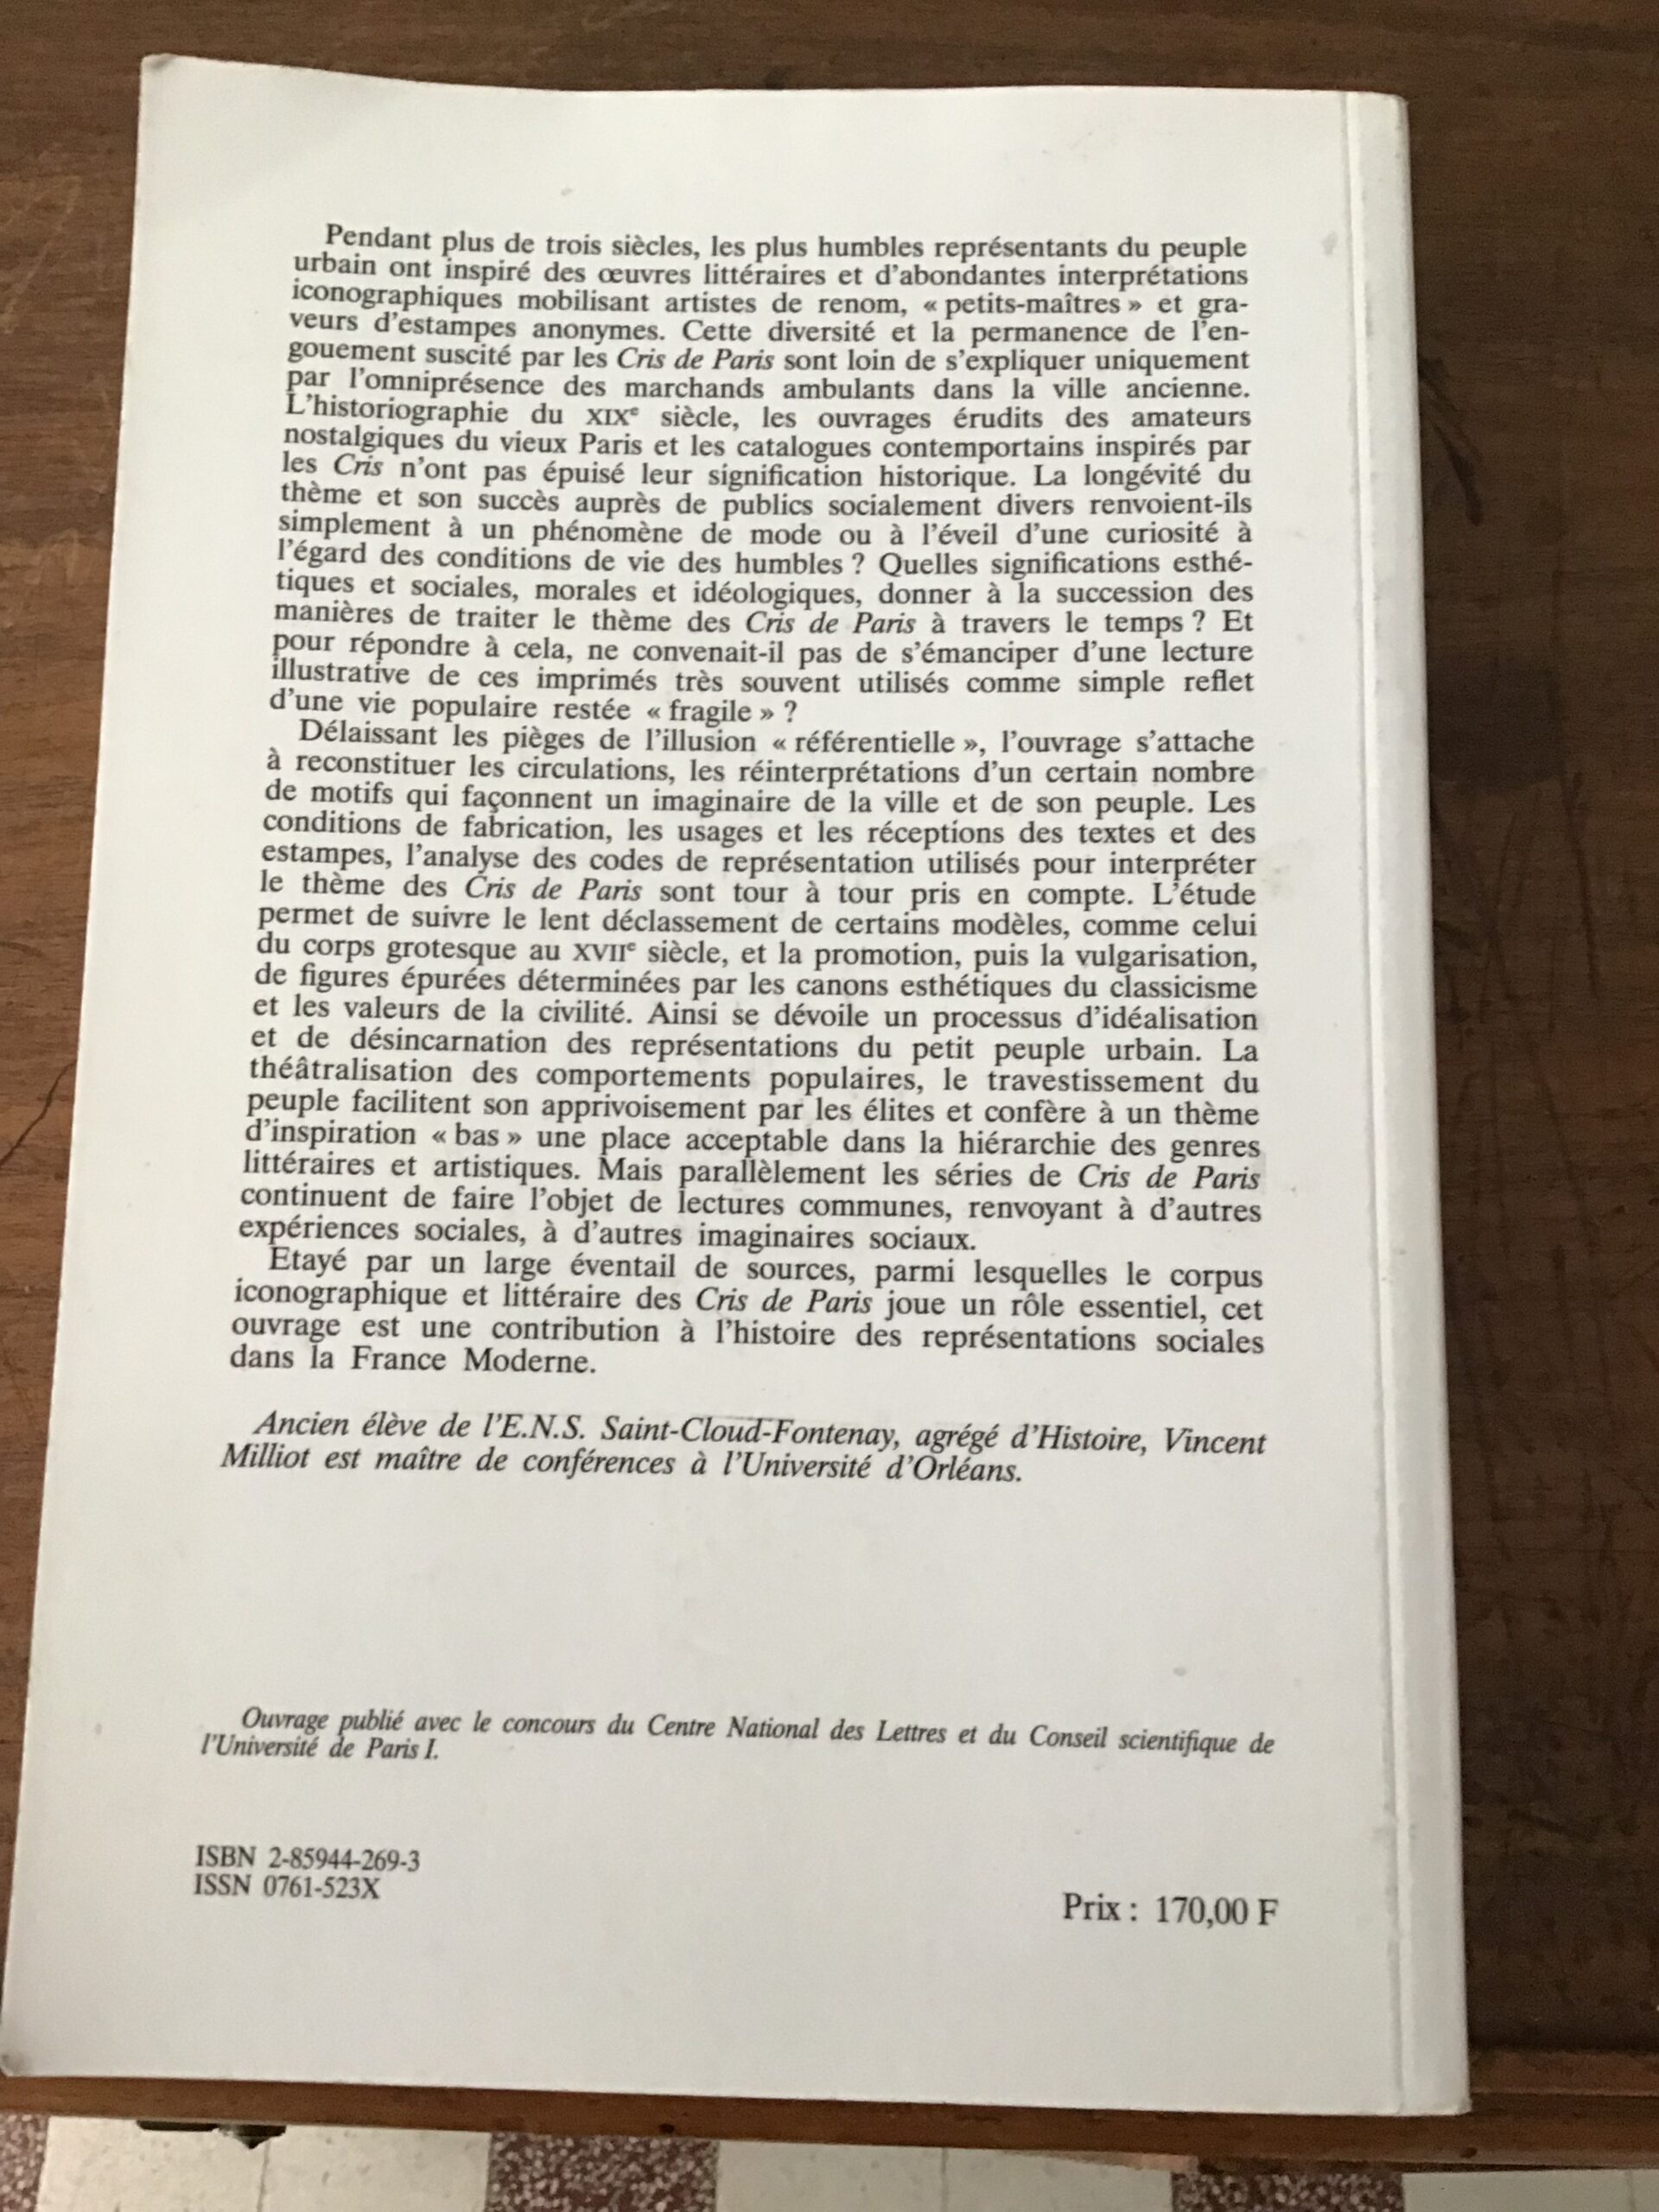 Pendant plus de trois siècles, les plus humbles représentants du peuple
urbain ont inspiré des œuvres littéraires et d'abondantes interprétations
iconographiques mobilisant artistes de renom, « petits-maîtres » et gra-
veurs d'estampes anonymes. Cette diversité et la permanence de l'en-
gouement suscité par les Cris de Paris sont loin de s'expliquer uniquement
par l'omniprésence des marchands ambulants dans la ville ancienne.
L'historiographie du XIXe siècle, les ouvrages érudits des amateurs
nostalgiques du vieux Paris et les catalogues contemportains inspirés par
les Cris n'ont pas épuisé leur signification historique. La longévité du
thème et son succès auprès de publics socialement divers renvoient-ils
simplement à un phénomène de mode ou à l'éveil d'une curiosité à
l'égard des conditions de vie des humbles ? Quelles significations esthé-
tiques et sociales, morales et idéologiques, donner à la succession des
manières de traiter le thème des Cris de Paris à travers le temps ? Et
pour répondre à cela, ne convenait-il pas de s'émanciper d'une lecture
illustrative de ces imprimés très souvent utilisés comme simple reflet
d'une vie populaire restée « fragile » ?
Délaissant les pièges de l'illusion « référentielle », l'ouvrage s'attache
à reconstituer les circulations, les réinterprétations d'un certain nombre
de motifs qui façonnent un imaginaire de la ville et de son peuple. Les
conditions de fabrication, les usages et les réceptions des textes et des
estampes, l'analyse des codes de représentation utilisés pour interpréter
le thème des Cris de Paris sont tour à tour pris en compte. L'étude
permet de suivre le lent déclassement de certains modèles, comme celui
du corps grotesque au XVIIe siècle, et la promotion, puis la vulgarisation,
de figures épurées déterminées par les canons esthétiques du classicisme
et les valeurs de la civilité. Ainsi se dévoile un processus d'idéalisation
et de désincarnation des représentations du petit peuple urbain. La
théâtralisation des comportements populaires, le travestissement du
peuple facilitent son apprivoisement par les élites et confère à un thème
d'inspiration « bas » une place acceptable dans la hiérarchie des genres
littéraires et artistiques. Mais parallèlement les séries de Cris de Paris
continuent de faire l'objet de lectures communes, renvoyant à d'autres
expériences sociales, à d'autres imaginaires sociaux.
Etayé par un large éventail de sources, parmi lesquelles le corpus
iconographique et littéraire des Cris de Paris joue un rôle essentiel, cet
ouvrage est une contribution à l'histoire des représentations sociales
dans la France Moderne.
Ancien élève de l'E.N.S. Saint-Cloud-Fontenay, agrégé d'Histoire, Vincent
Milliot est maître de conférences à l'Université d'Orléans.
Ouvrage publié avec le concours du Centre National des Lettres et du Conseil scientifique de
l'Université de Paris I.
ISBN 2-85944-269-3
ISSN 0761-523X
Prix : 170,00 F